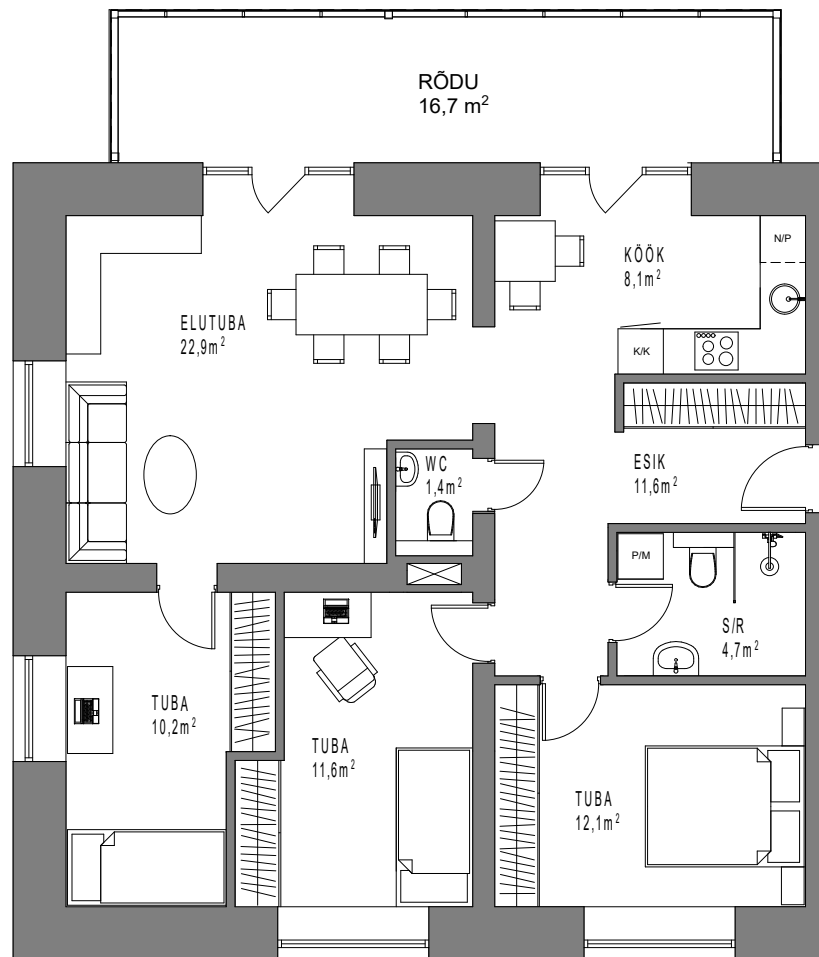 RÕDU
16,7 m²
KÖÖK
8,1m²
N/P
ELUTUBA
22,9m²
K/K
WC
1,4m²
ESIK
11,6m²
P/M
S/R
4,7m²
TUBA
10,2m²
TUBA
11,6m²
TUBA
12,1m²